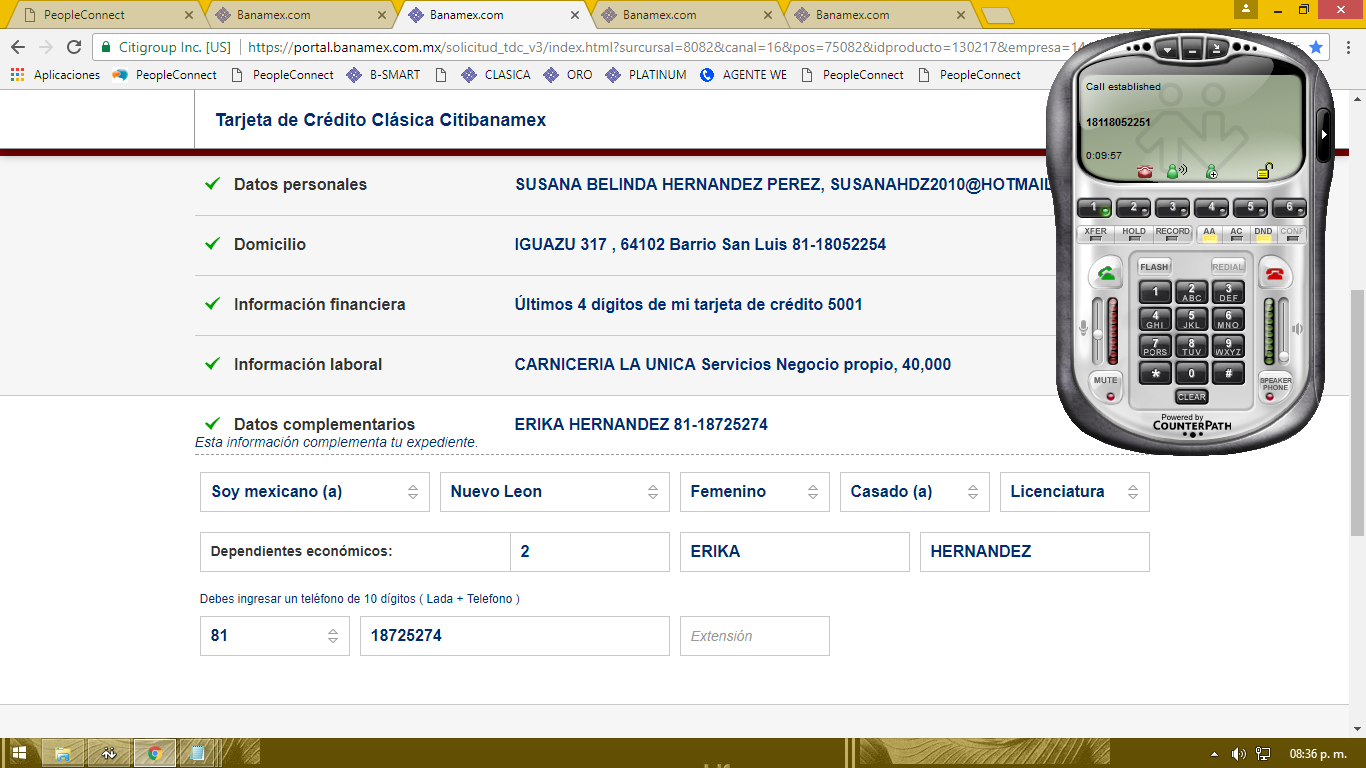 PeopleConnect Banamex.com Banamex.com Banamex.com Banamex.com
Citigroup Inc. [US] https://portal.banamex.com.mx/solicitud_tdc_v3/index.html?surcursal=8082&canal=16&pos=75082&idproducto=130217&empresa=14
Aplicaciones PeopleConnect PeopleConnect B-SMART CLASICA ORO PLATINUM AGENTE WE PeopleConnect PeopleConnect
Tarjeta de Crédito Clásica Citibanamex
Datos personales SUSANA BELINDA HERNANDEZ PEREZ, SUSANAHDZ2010@HOTMAIL
Domicilio IGUAZU 317 , 64102 Barrio San Luis 81-18052254
Información financiera Últimos 4 dígitos de mi tarjeta de crédito 5001
Información laboral CARNICERIA LA UNICA Servicios Negocio propio, 40,000
Datos complementarios ERIKA HERNANDEZ 81-18725274
Esta información complementa tu expediente.
Soy mexicano (a) Nuevo Leon Femenino Casado (a) Licenciatura
Dependientes económicos: 2 ERIKA HERNANDEZ
Debes ingresar un teléfono de 10 dígitos ( Lada + Telefono )
81 18725274 Extensión
Call established
18118052251
0:09:57
1 2 3 4 5 6
XFER HOLD RECORD AA AC DND CONF
FLASH REDIAL
1 2 ABC 3 DEF
4 GHI 5 JKL 6 MNO
7 PQRS 8 TUV 9 WXYZ
* 0 #
MUTE CLEAR SPEAKER PHONE
Powered by
COUNTERPATH
08:36 p. m.